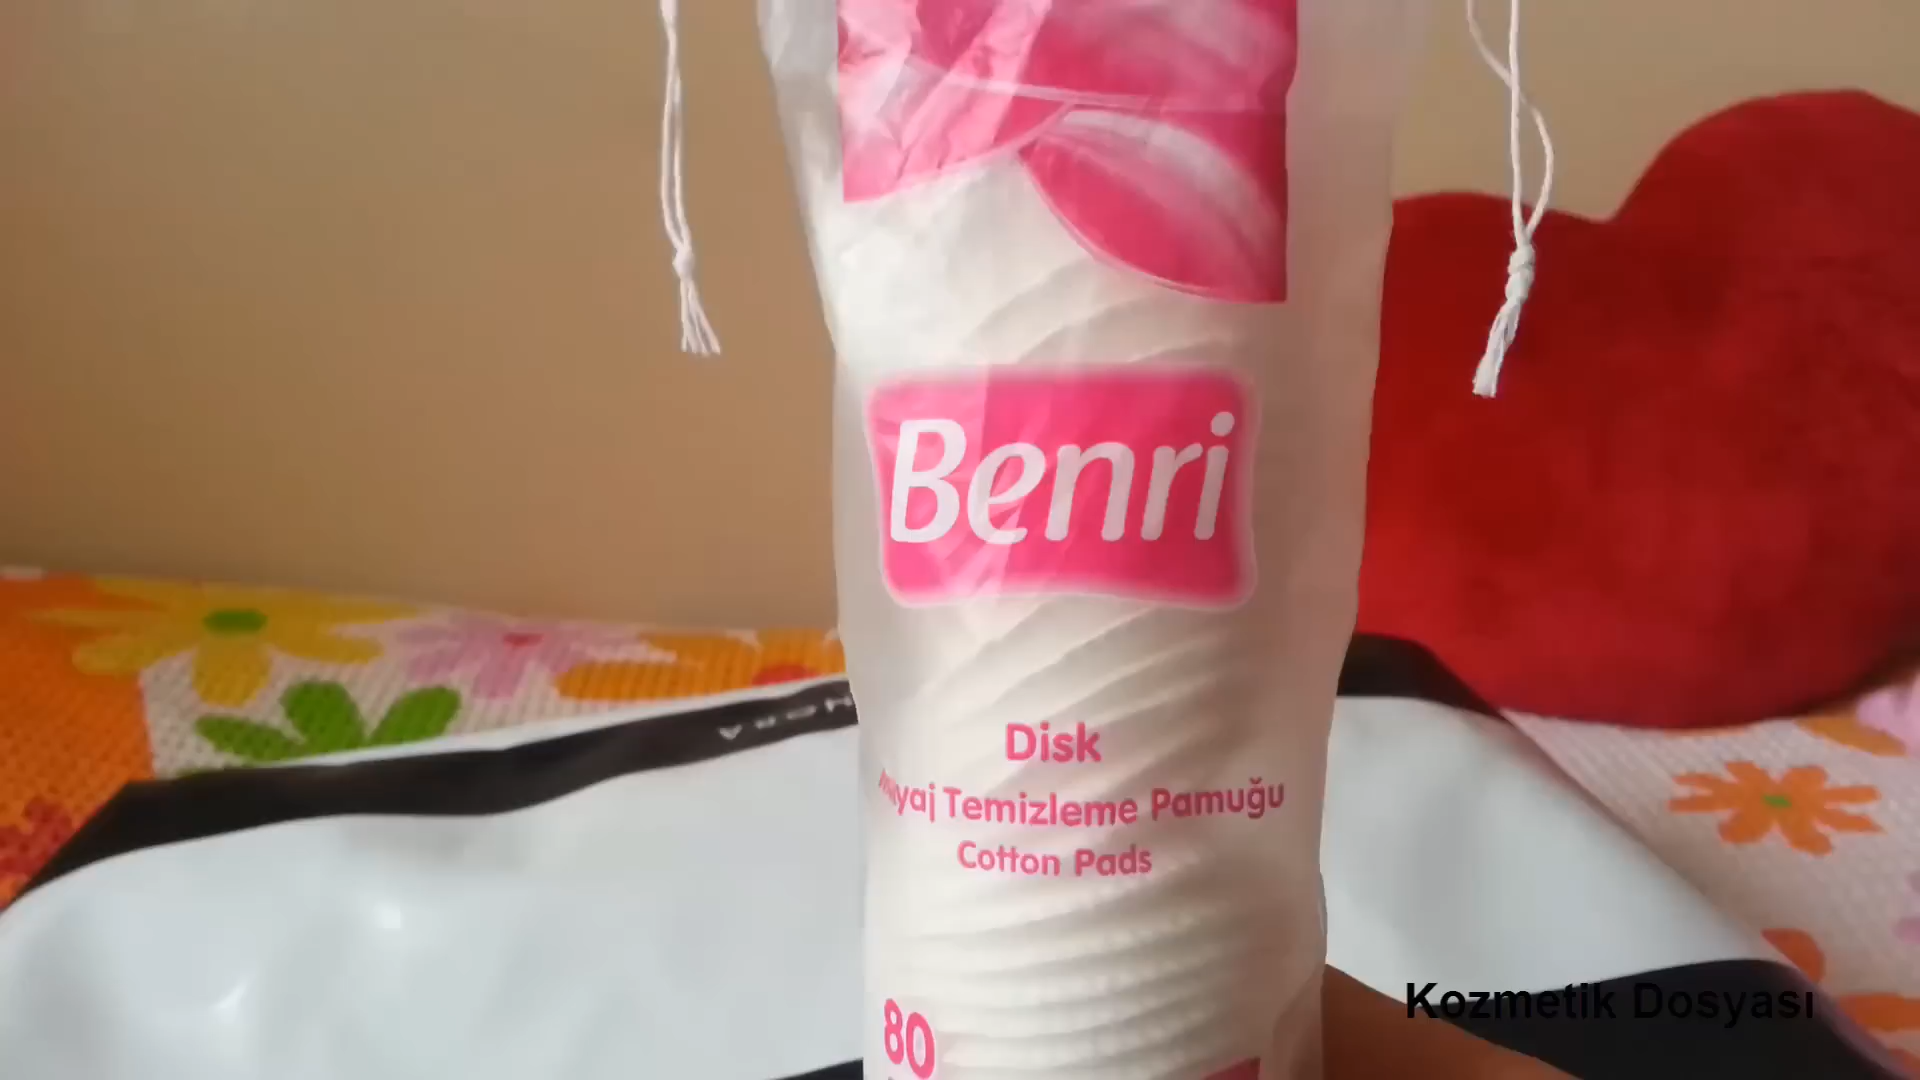 Benri
Disk
Temizleme Pamuğu
Cotton Pads
80
Kozmetik Dosyası